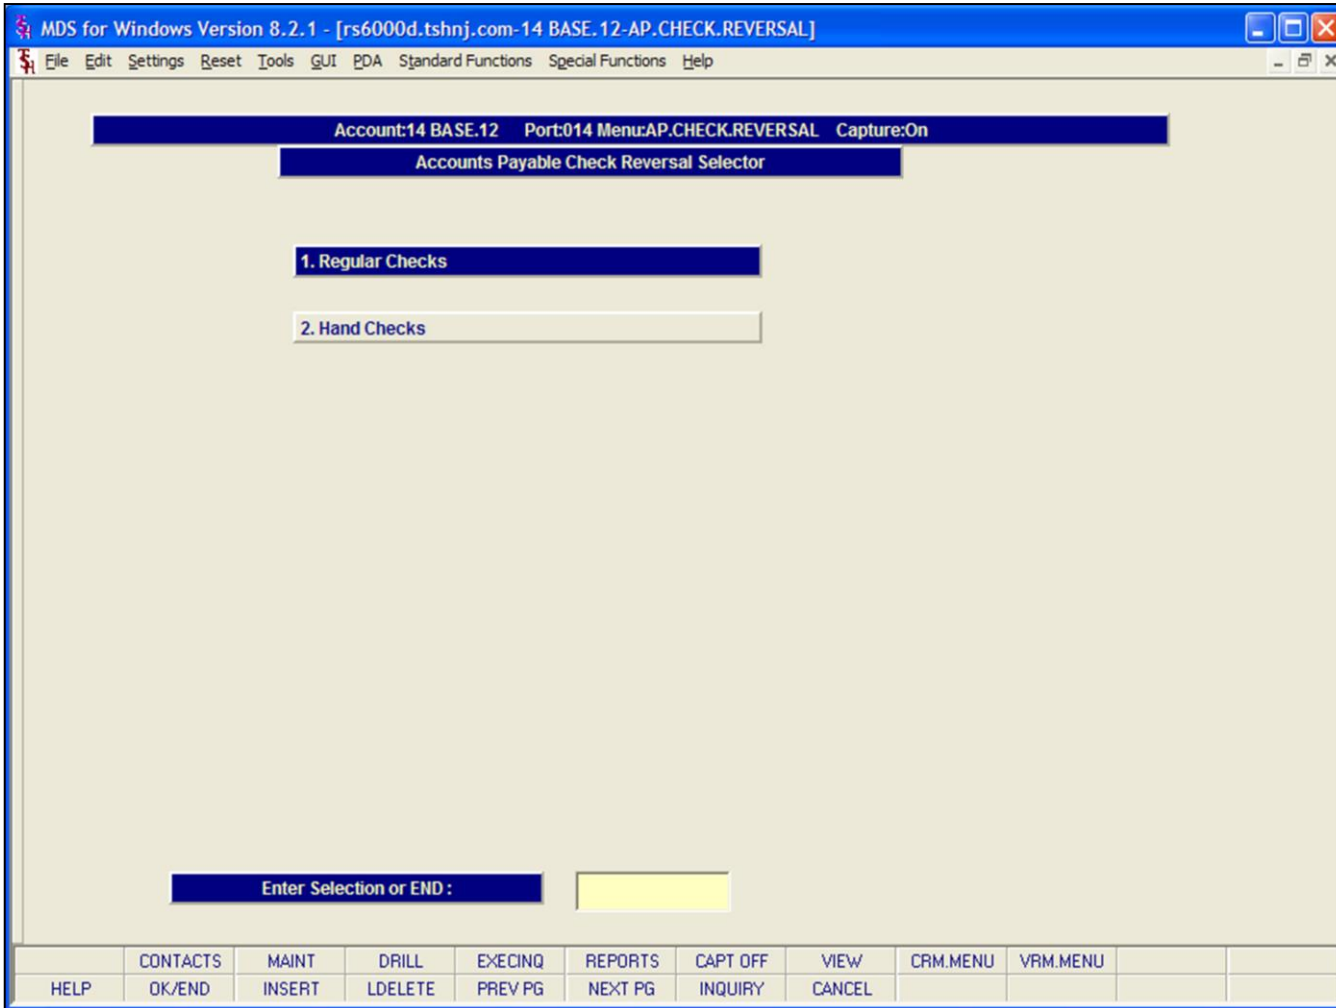 MDS for Windows Version 8.2.1 - [rs6000d.tshnj.com-14 BASE.12-AP.CHECK.REVERSAL]
File Edit Settings Reset Tools GUI PDA Standard Functions Special Functions Help
Account:14 BASE.12 Port:014 Menu:AP.CHECK.REVERSAL Capture:On
Accounts Payable Check Reversal Selector
1. Regular Checks
2. Hand Checks
Enter Selection or END :
CONTACTS MAINT DRILL EXECINQ REPORTS CAPT OFF VIEW CRM.MENU VRM.MENU
HELP OK/END INSERT LDELETE PREV PG NEXT PG INQUIRY CANCEL